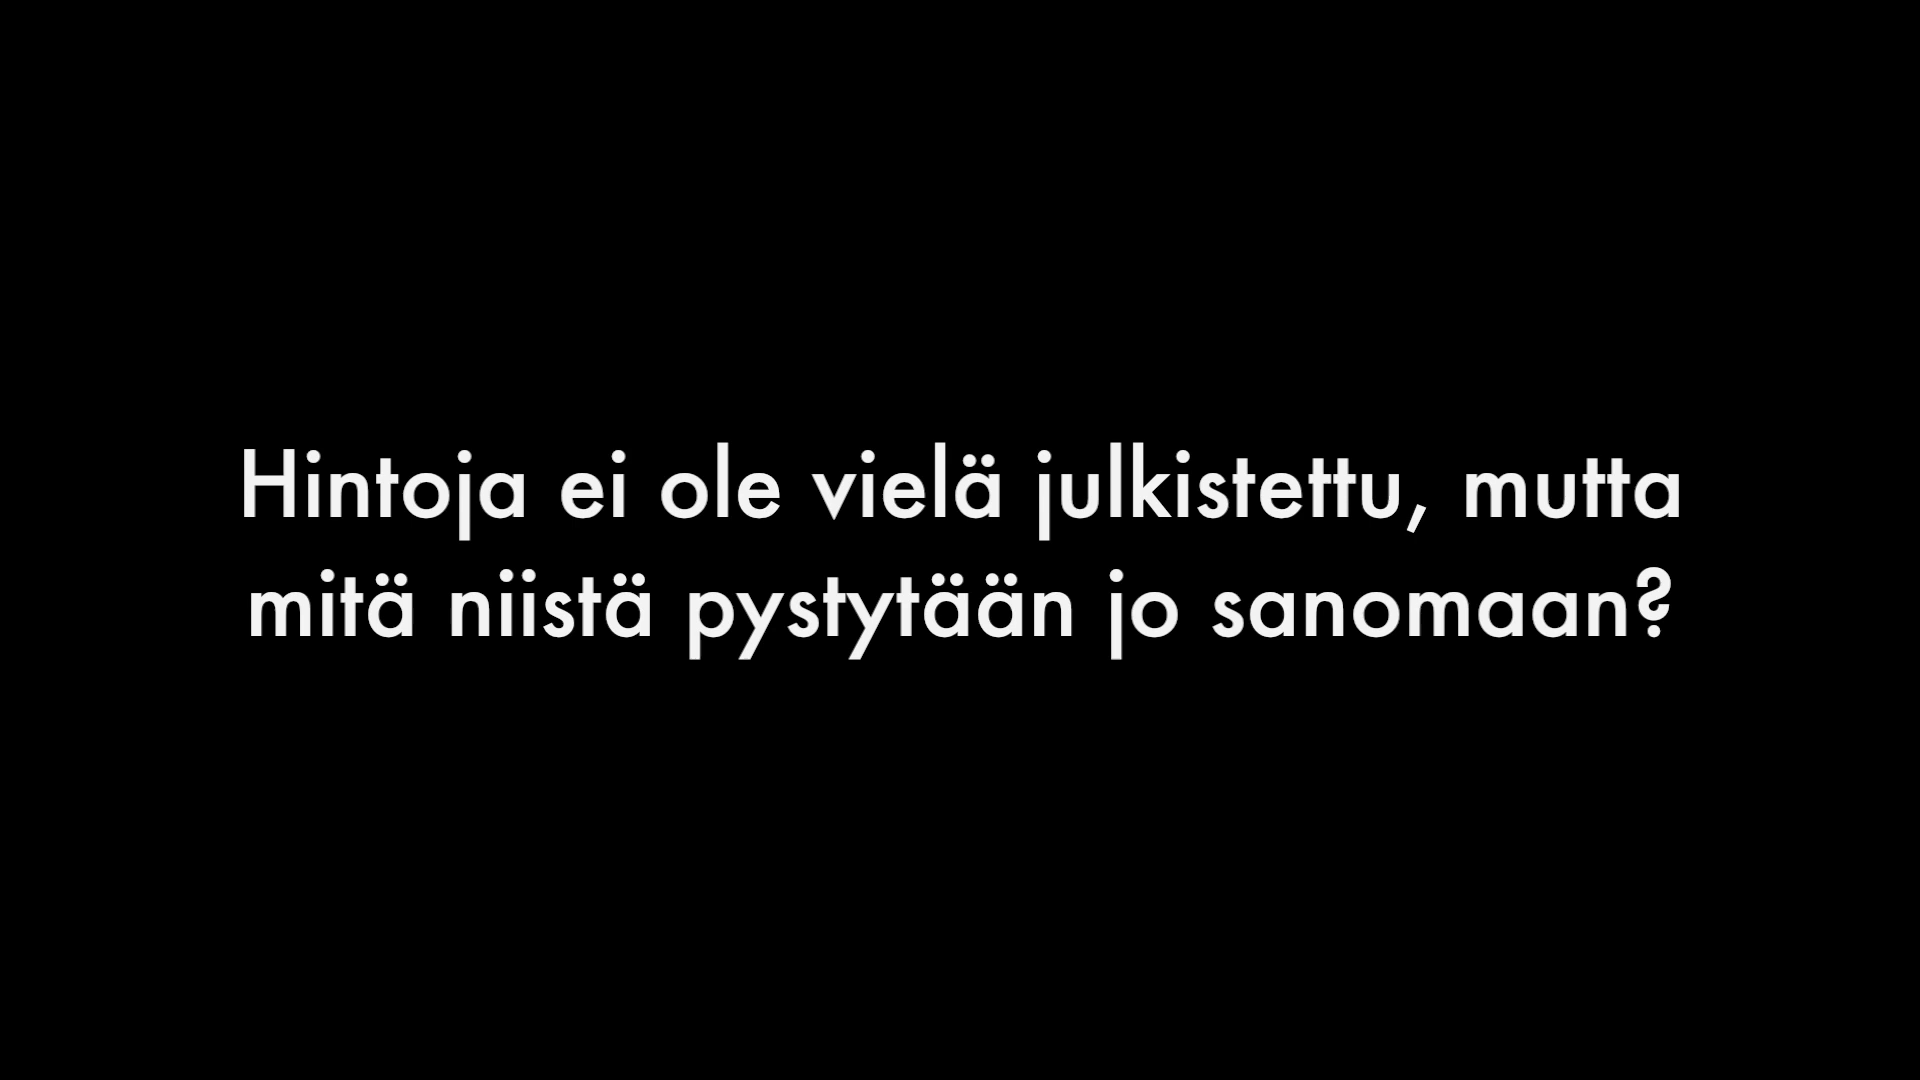 Hintoja ei ole vielä julkistettu, mutta
mitä niistä pystytään jo sanomaan?